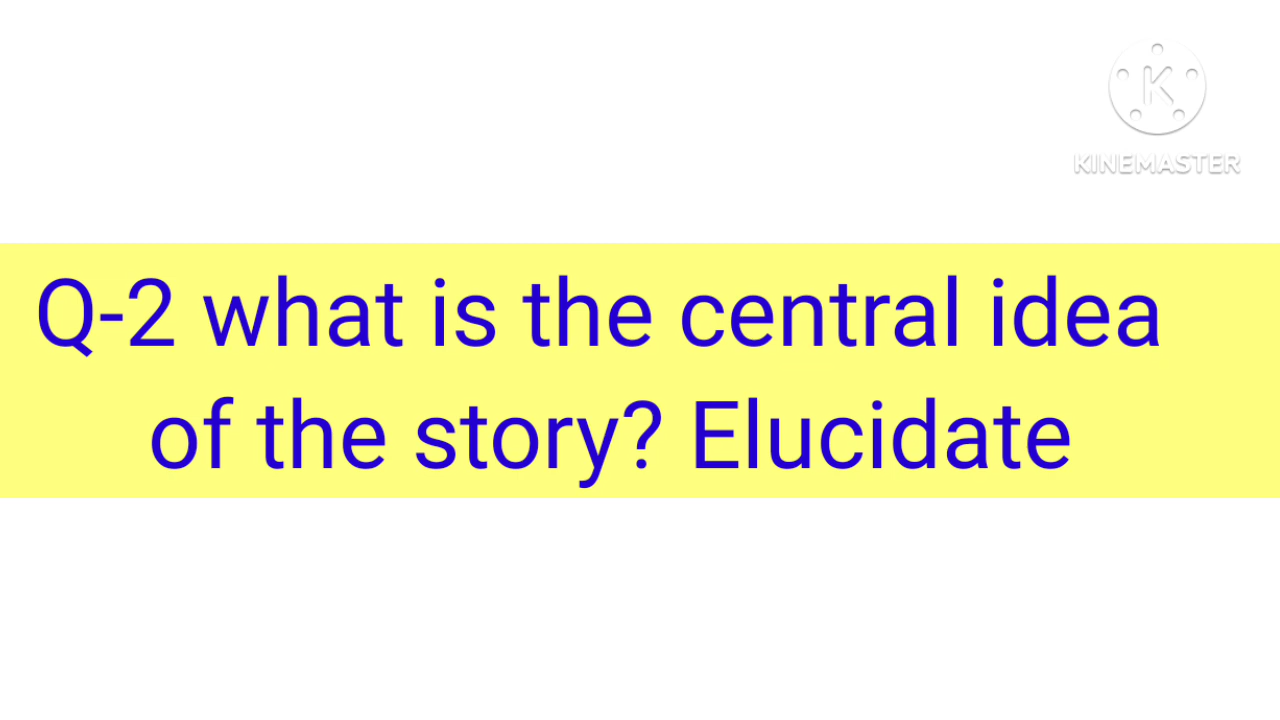 K
KINEMASTER
Q-2 what is the central idea
of the story? Elucidate